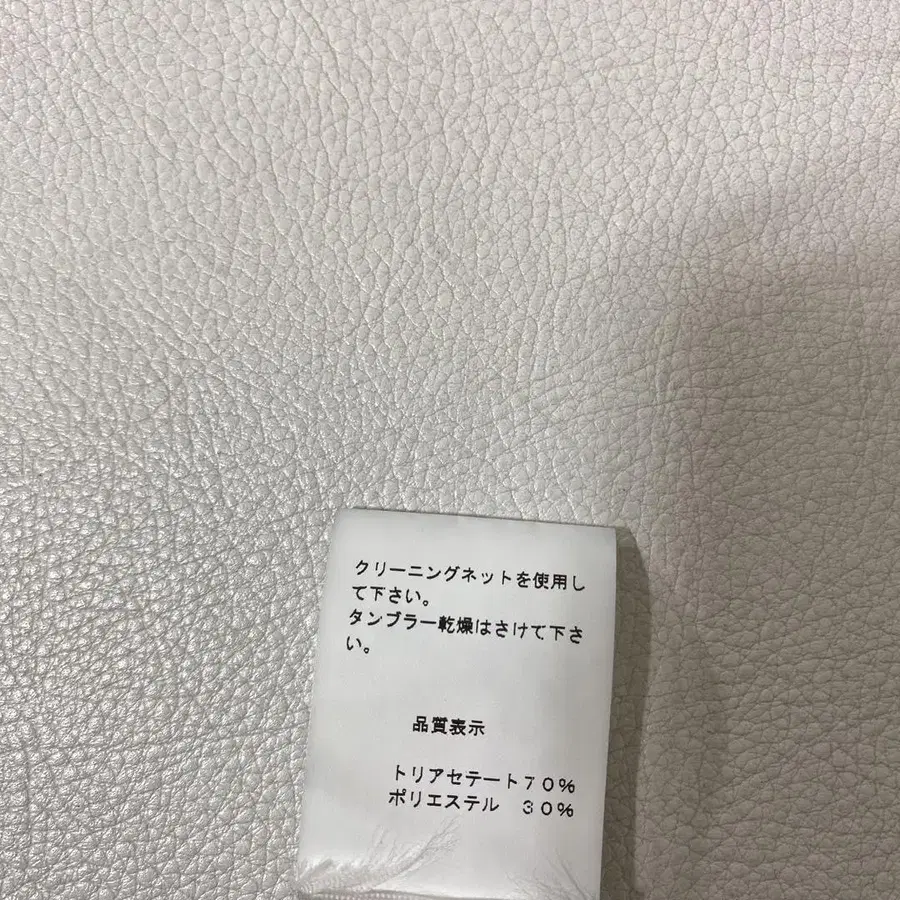 クリーニングネットを使用し
て下さい。
タンブラー乾燥はさけて下さ
い。
品質表示
トリアセテート７０％
ポリエステル　３０％